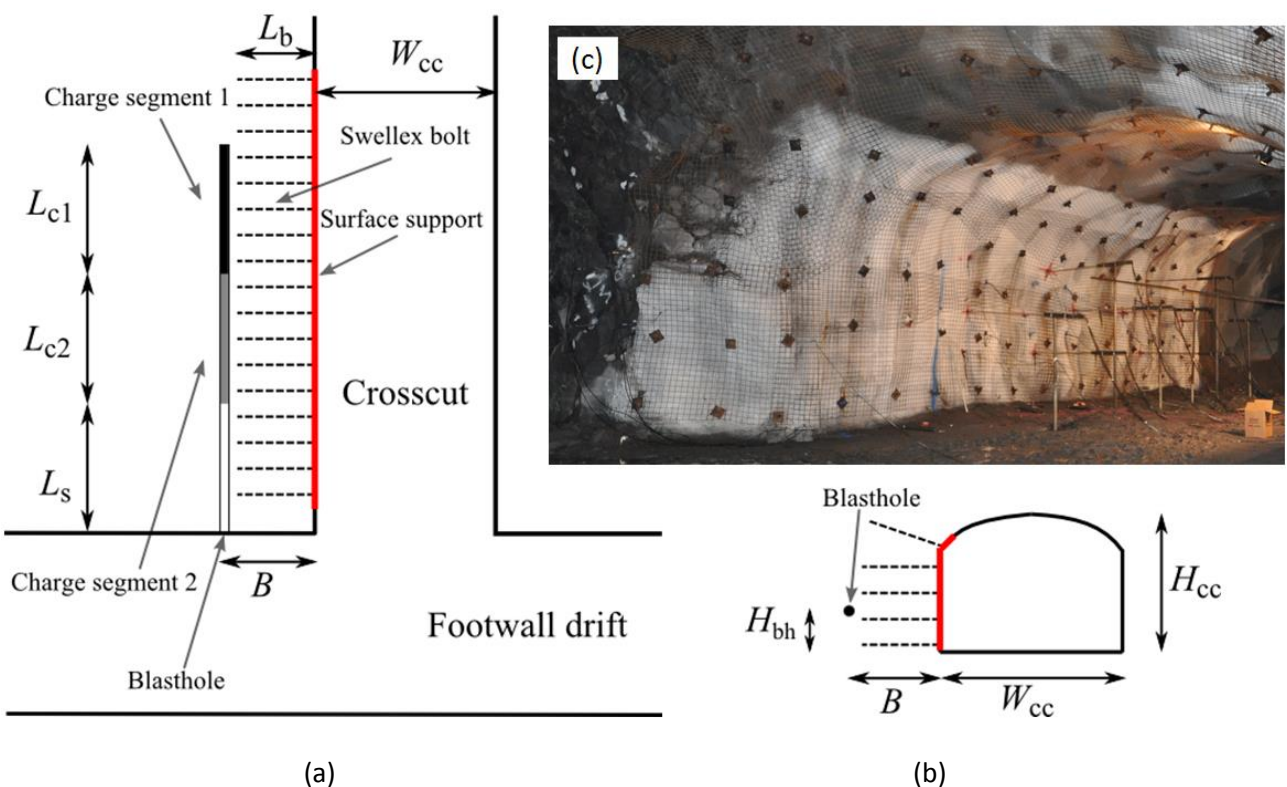 L_b
W_cc
Charge segment 1
Swellex bolt
L_c1
Surface support
L_c2
Crosscut
L_s
Charge segment 2
B
Footwall drift
Blasthole
(a)
(c)
Blasthole
H_bh
H_cc
B
W_cc
(b)